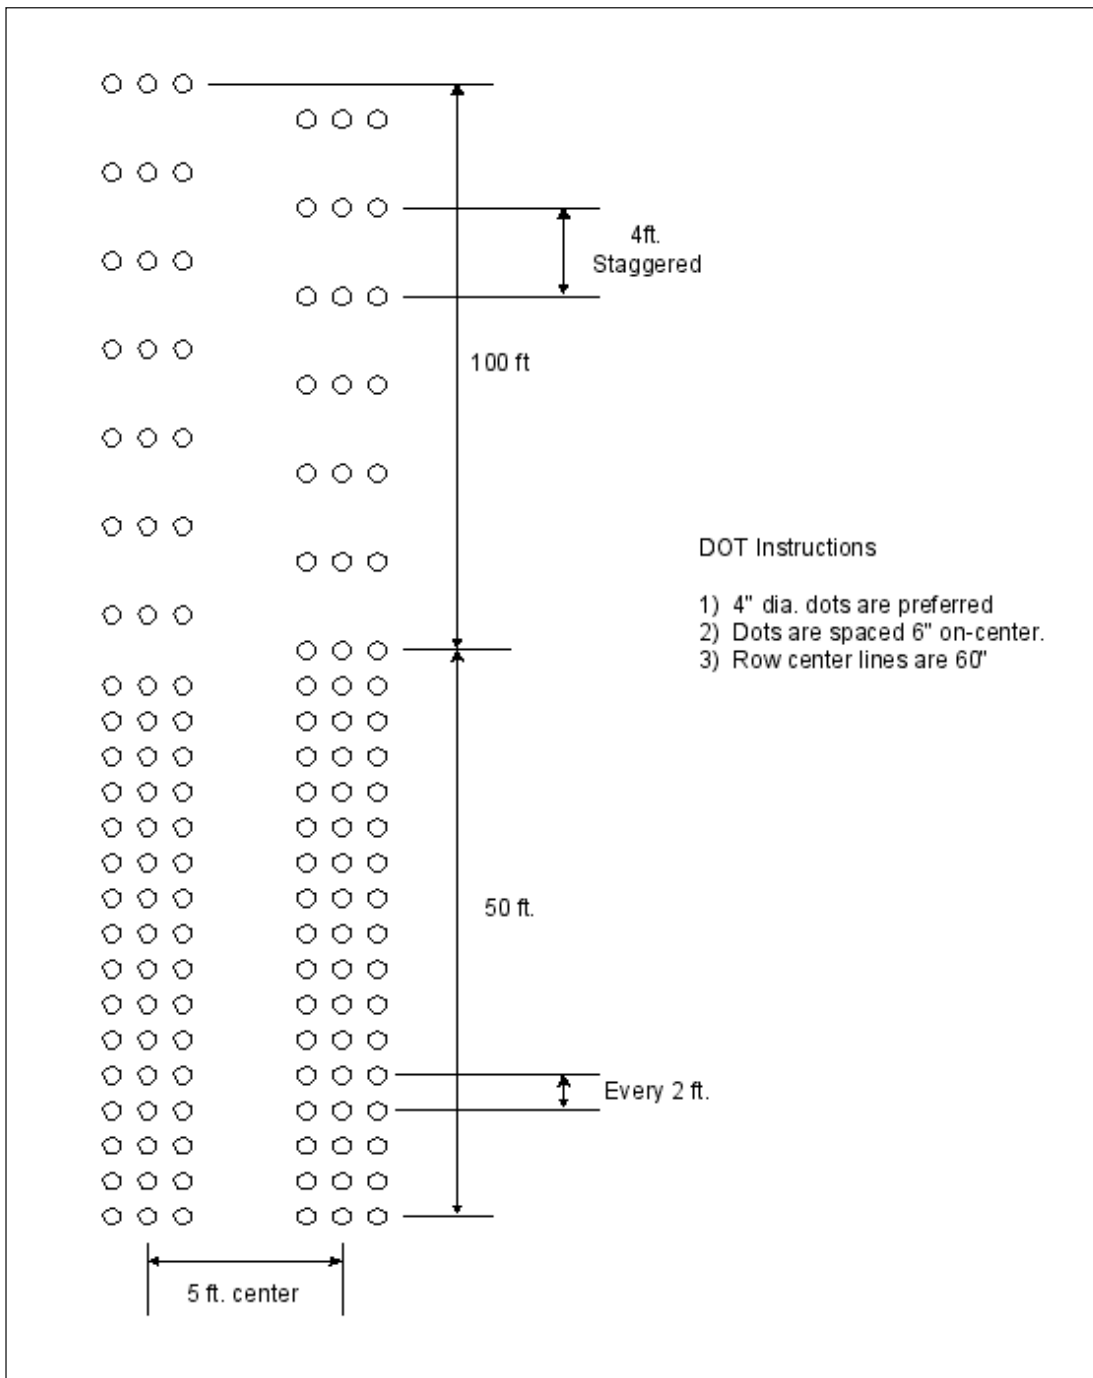 4ft.
Staggered
100 ft
DOT Instructions
1) 4" dia. dots are preferred
2) Dots are spaced 6" on-center.
3) Row center lines are 60"
50 ft.
Every 2 ft.
5 ft. center